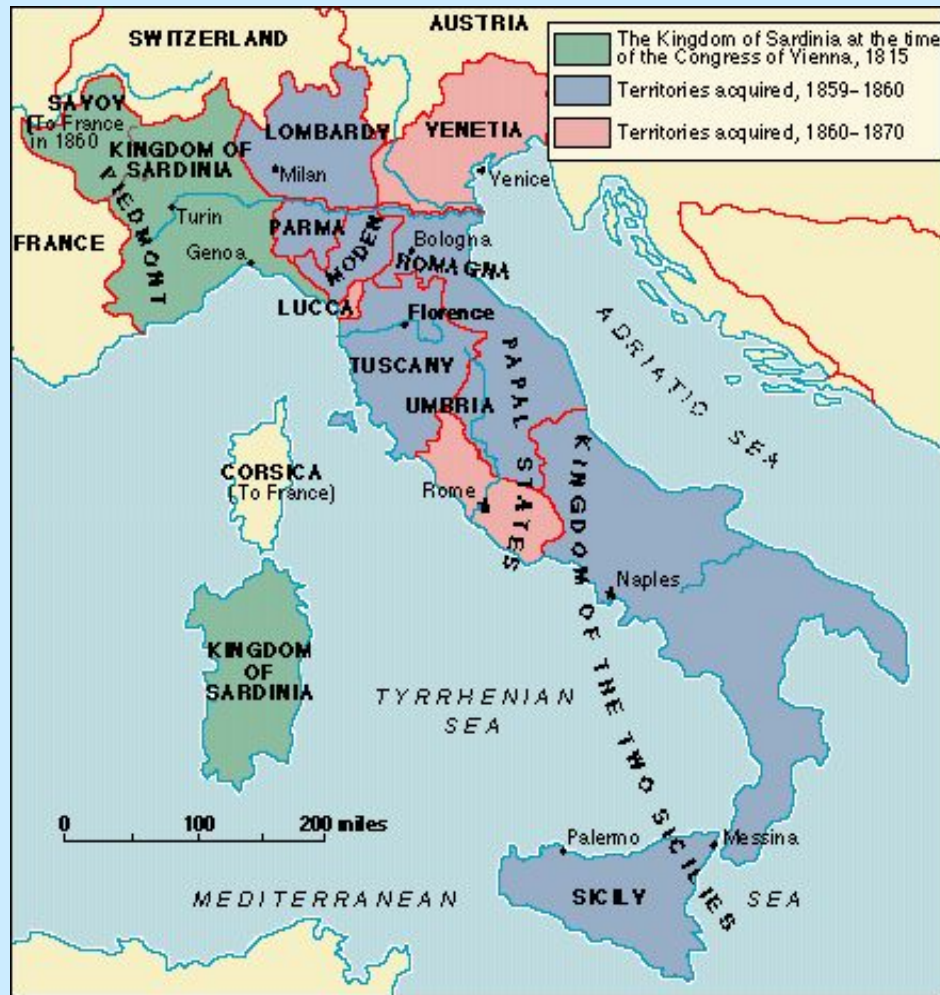 AUSTRIA
SWITZERLAND
The Kingdom of Sardinia at the time
of the Congress of Vienna, 1815
Territories acquired, 1859-1860
Territories acquired, 1860-1870
SAVOY
(To France
in 1860
KINGDOM OF
SARDINIA
PIEDMONT
LOMBARDY
Milan
VENETIA
Venice
Turin
FRANCE
Genoa
PARMA
MODEN
Bologna
ROMAGNA
LUCCA
Florence
TUSCANY
UMBRIA
PAPAL STATES
ADRIATIC SEA
CORSICA
(To France)
Rome
KINGDOM OF THE TWO SICILIES
Naples
KINGDOM
OF
SARDINIA
TYRRHENIAN
SEA
0 100 200 miles
Palermo
Messina
MEDITERRANEAN SEA
SICILY